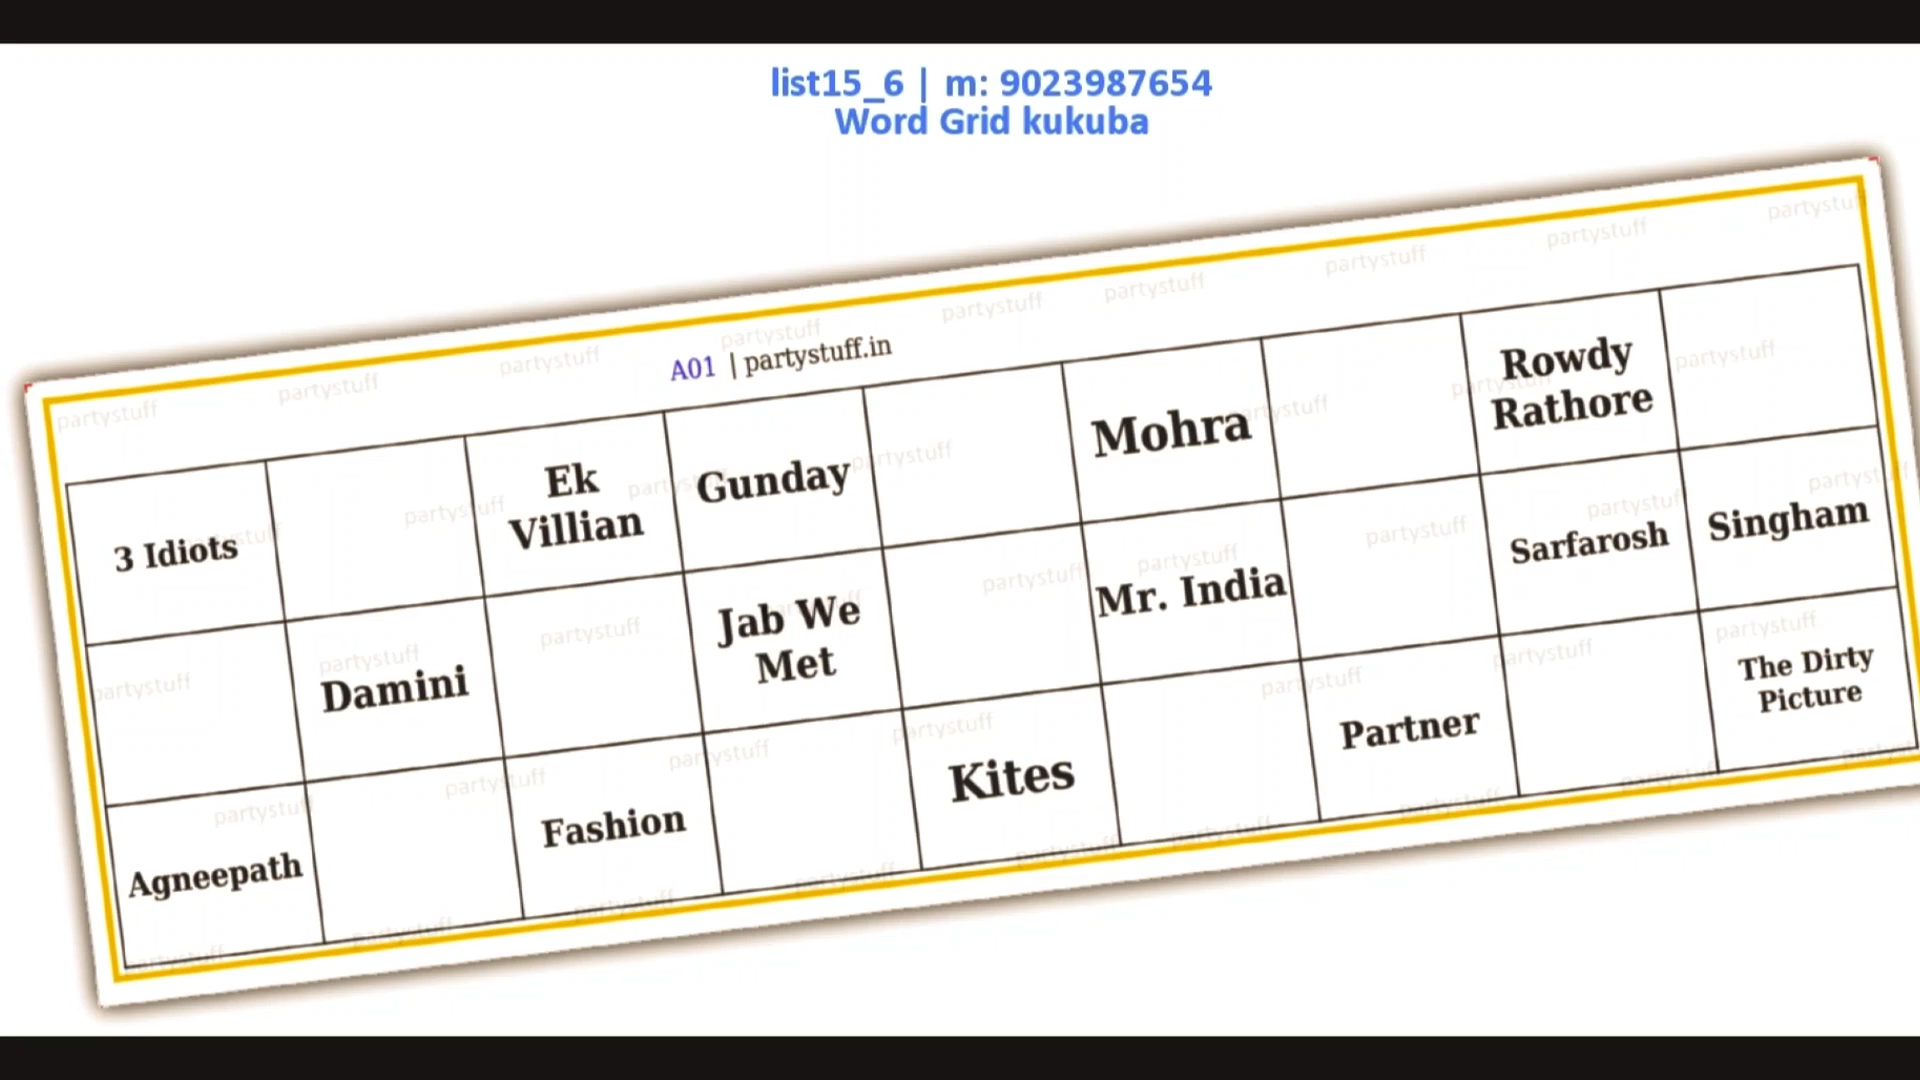 list15_6 | m: 9023987654
Word Grid kukuba
A01 | partystuff.in
3 Idiots
Ek
Villian
Gunday
Mohra
Rowdy
Rathore
Damini
Jab We
Met
Mr. India
Sarfarosh
Singham
Agneepath
Fashion
Kites
Partner
The Dirty
Picture
partystuff